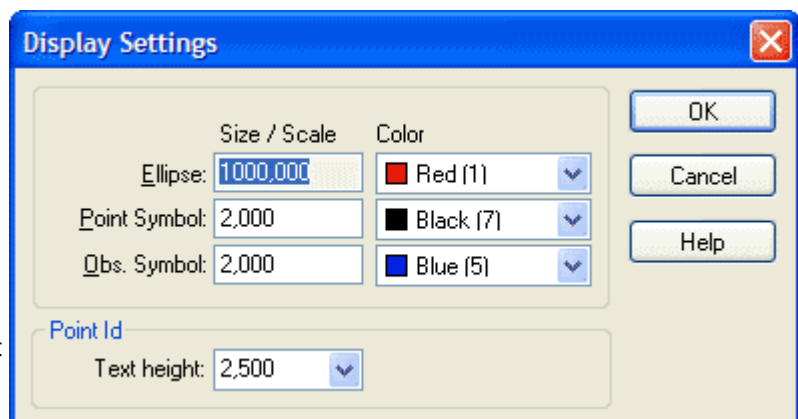 Display Settings
Size / Scale Color OK
Ellipse: 1000,000 Red (1) Cancel
Point Symbol: 2,000 Black (7) Help
Obs. Symbol: 2,000 Blue (5)
Point Id
Text height: 2,500